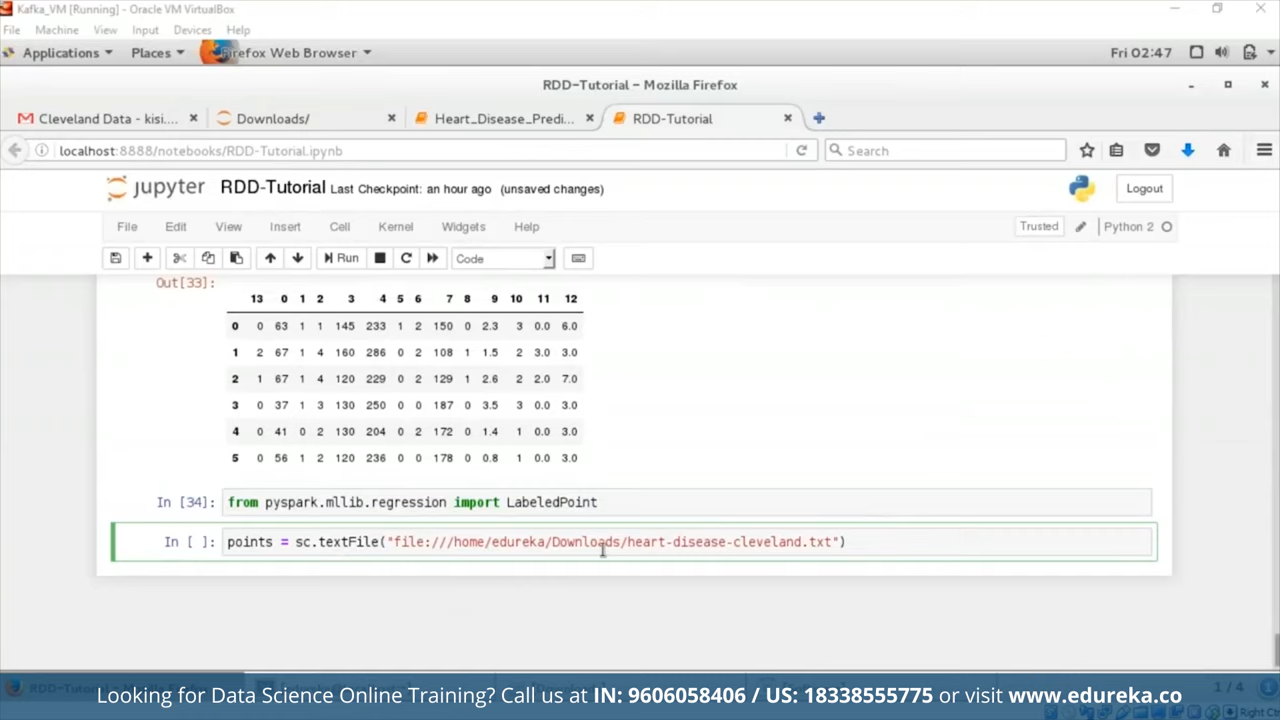 Kafka_VM [Running] - Oracle VM VirtualBox
File Machine View Input Devices Help
Applications Places Firefox Web Browser Fri 02:47
RDD-Tutorial - Mozilla Firefox
Cleveland Data - kisi.... Downloads/ Heart_Disease_Predi... RDD-Tutorial
localhost:8888/notebooks/RDD-Tutorial.ipynb Search
jupyter RDD-Tutorial Last Checkpoint: an hour ago (unsaved changes) Logout
File Edit View Insert Cell Kernel Widgets Help Trusted Python 2
Run Code
Out[33]:
13 0 1 2 3 4 5 6 7 8 9 10 11 12
0 0 63 1 1 145 233 1 2 150 0 2.3 3 0.0 6.0
1 2 67 1 4 160 286 0 2 108 1 1.5 2 3.0 3.0
2 1 67 1 4 120 229 0 2 129 1 2.6 2 2.0 7.0
3 0 37 1 3 130 250 0 0 187 0 3.5 3 0.0 3.0
4 0 41 0 2 130 204 0 2 172 0 1.4 1 0.0 3.0
5 0 56 1 2 120 236 0 0 178 0 0.8 1 0.0 3.0
In [34]: from pyspark.mllib.regression import LabeledPoint
In [ ]: points = sc.textFile("file:///home/edureka/Downloads/heart-disease-cleveland.txt")
Looking for Data Science Online Training? Call us at IN: 9606058406 / US: 18338555775 or visit www.edureka.co
1 / 4
Right Ct